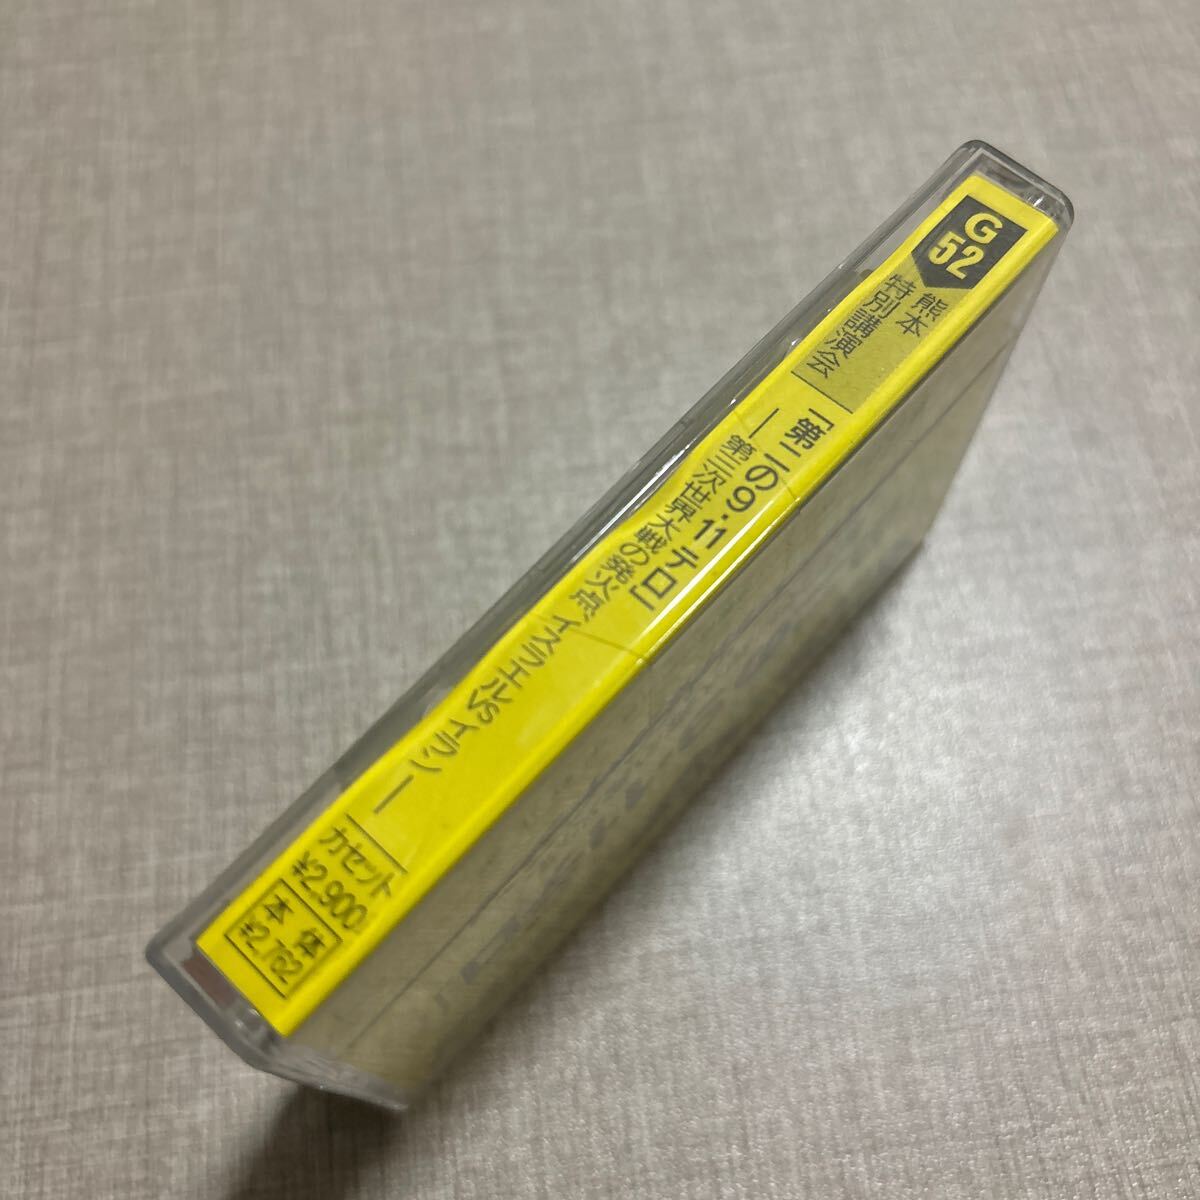 G
52
熊本
特別講演会
「第二の9.11テロ」
―第三次世界大戦の発火点、イスラエルVSイラン―
カセット
¥2,900
本体
¥2,762